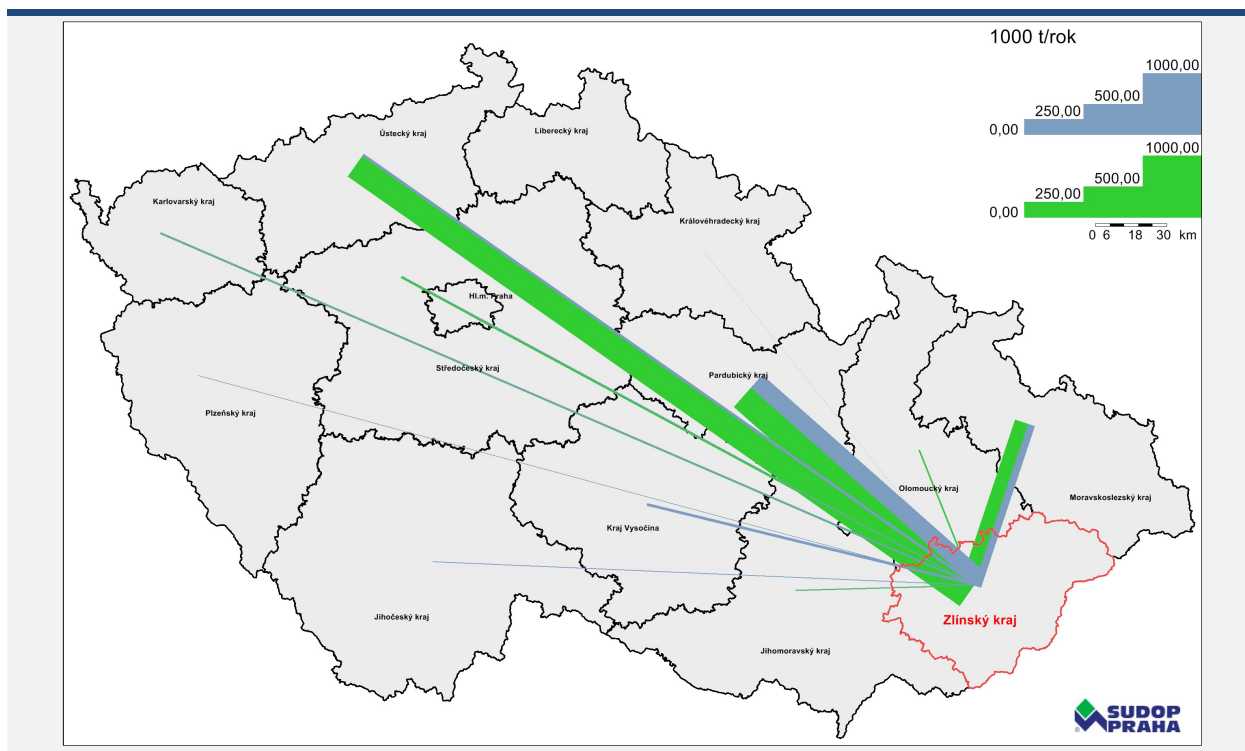 1000 t/rok
1000,00
500,00
250,00
0,00
1000,00
500,00
250,00
0,00
0 6 18 30 km
Ústecký kraj
Liberecký kraj
Karlovarský kraj
Královéhradecký kraj
Hl.m. Praha
Středočeský kraj
Pardubický kraj
Plzeňský kraj
Olomoucký kraj
Moravskoslezský kraj
Kraj Vysočina
Jihočeský kraj
Zlínský kraj
Jihomoravský kraj
SUDOP
PRAHA
®